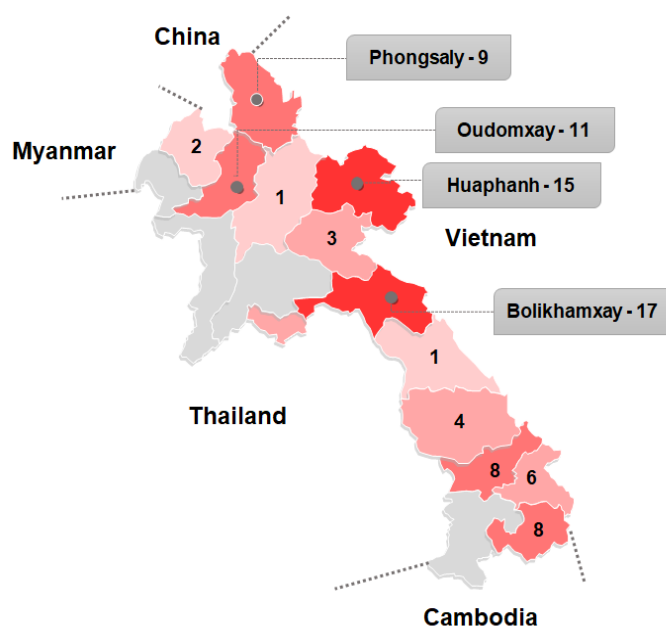 China
Phongsaly - 9
Oudomxay - 11
2
Myanmar
Huaphanh - 15
1
3
Vietnam
Bolikhamxay - 17
1
Thailand
4
8
6
8
Cambodia